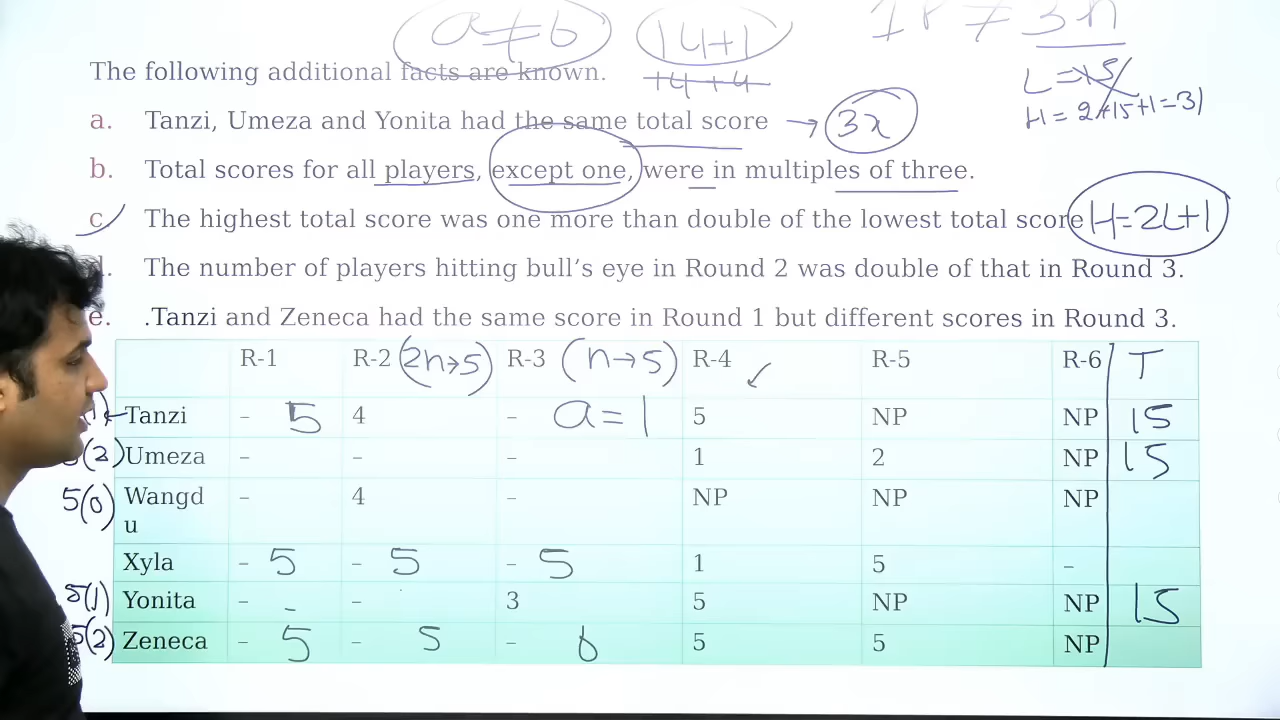 a≠b 14+1 1P ≠ 3n
The following additional facts are known.
+4+4
L=15
H=2×15+1=31
a. Tanzi, Umeza and Yonita had the same total score → 3x
b. Total scores for all players, except one, were in multiples of three.
c The highest total score was one more than double of the lowest total score H=2L+1
d. The number of players hitting bull’s eye in Round 2 was double of that in Round 3.
e. .Tanzi and Zeneca had the same score in Round 1 but different scores in Round 3.
R-1 R-2 (2n→5) R-3 (n→5) R-4 R-5 R-6 T
(1) Tanzi – 5 4 – a=1 5 NP NP 15
(2) Umeza – – – 1 2 NP 15
5(0) Wangd – 4 – NP NP NP
u
Xyla – 5 – 5 – 5 1 5 –
5(1) Yonita – – 3 5 NP NP 15
5(2) Zeneca – 5 – 5 – b 5 5 NP